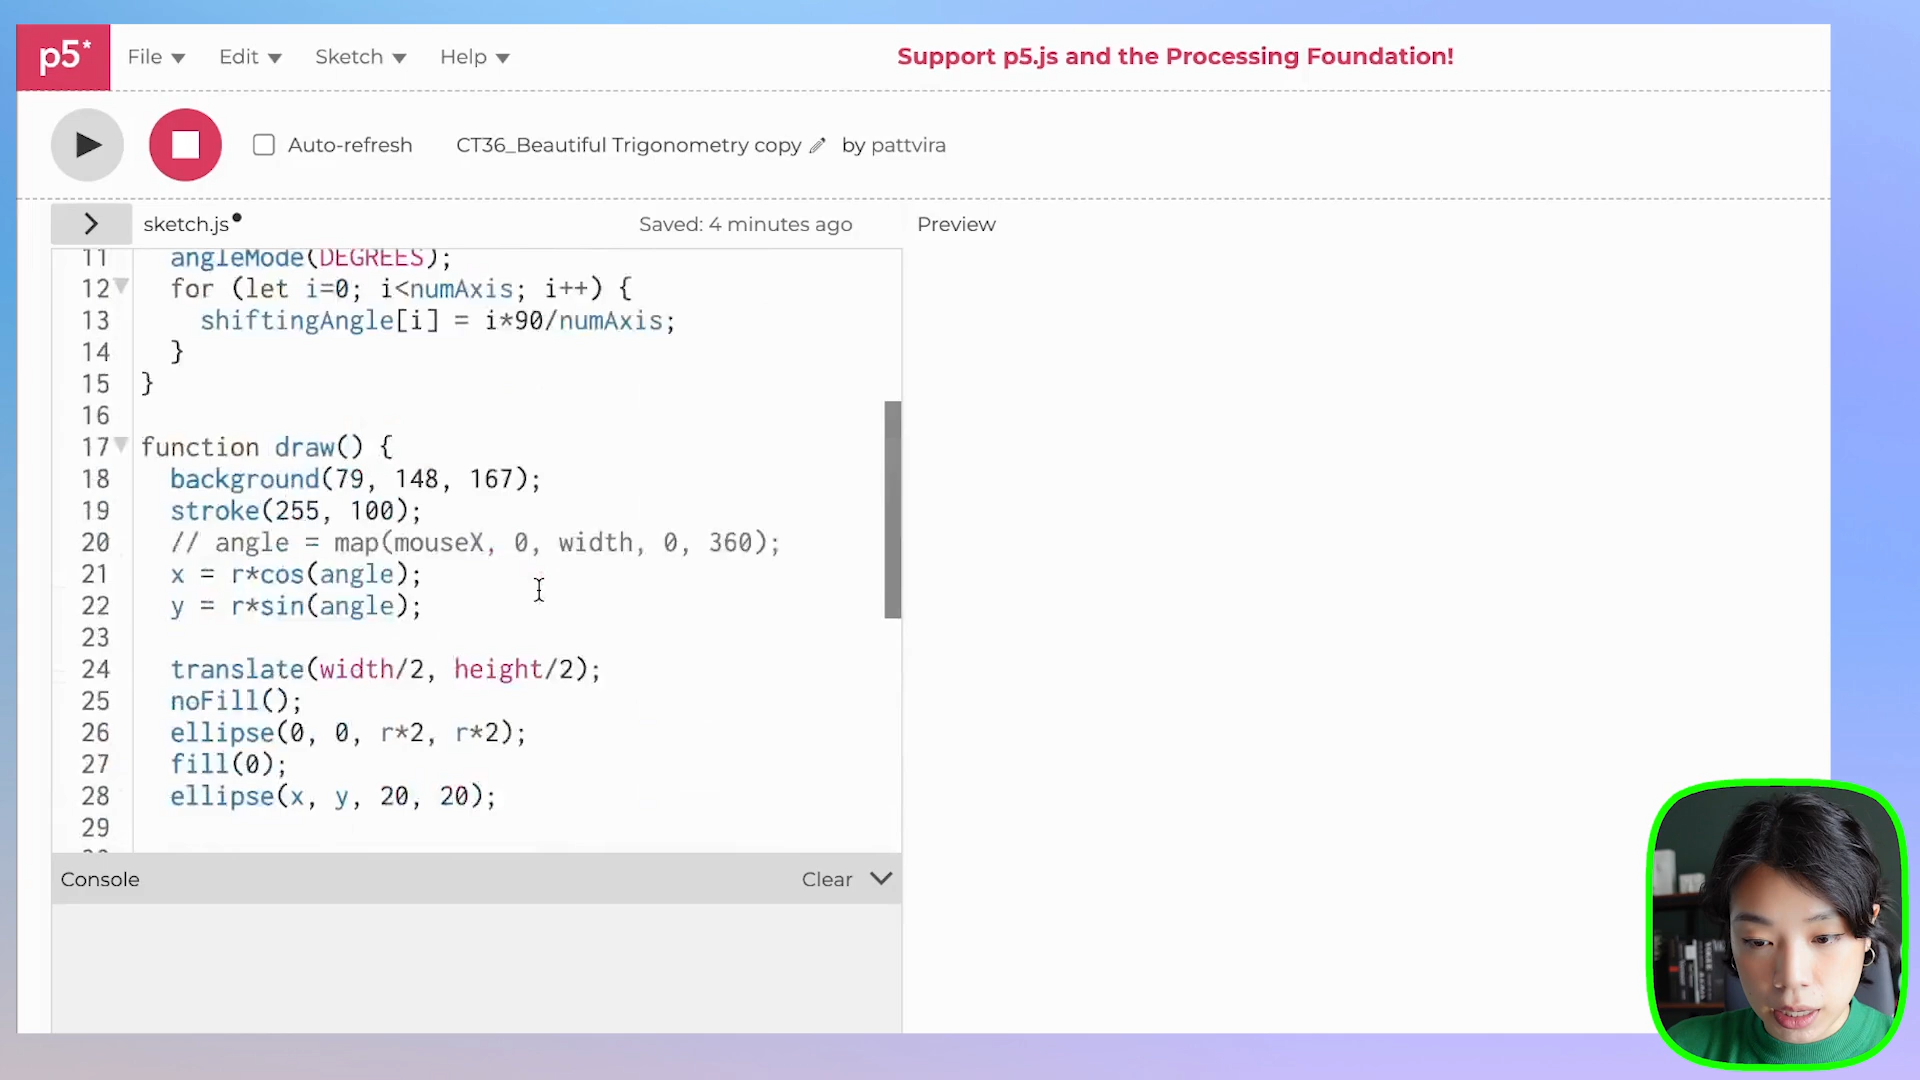 p5*
File
Edit
Sketch
Help
Support p5.js and the Processing Foundation!
Auto-refresh
CT36_Beautiful Trigonometry copy
by pattvira
sketch.js
Saved: 4 minutes ago
Preview
11 angleMode(DEGREES);
12 for (let i=0; i<numAxis; i++) {
13 shiftingAngle[i] = i*90/numAxis;
14 }
15 }
16
17 function draw() {
18 background(79, 148, 167);
19 stroke(255, 100);
20 // angle = map(mouseX, 0, width, 0, 360);
21 x = r*cos(angle);
22 y = r*sin(angle);
23
24 translate(width/2, height/2);
25 noFill();
26 ellipse(0, 0, r*2, r*2);
27 fill(0);
28 ellipse(x, y, 20, 20);
29
Console
Clear